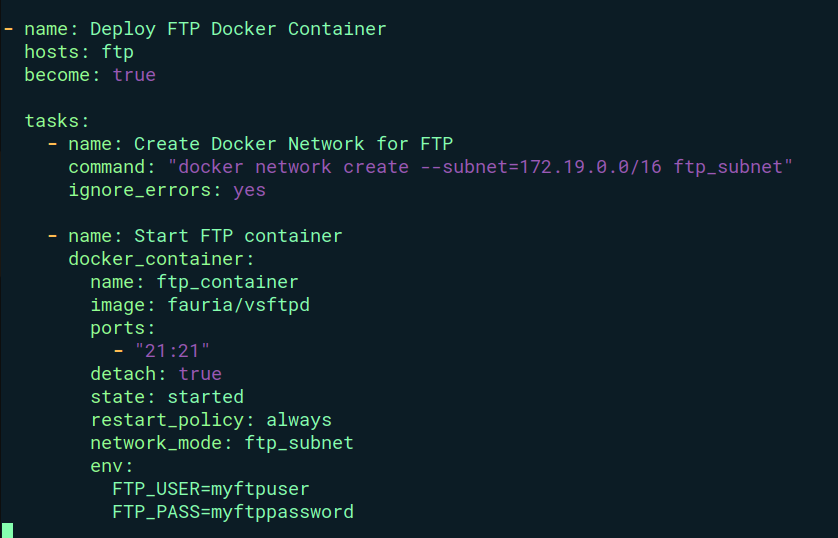 - name: Deploy FTP Docker Container
  hosts: ftp
  become: true

  tasks:
    - name: Create Docker Network for FTP
      command: "docker network create --subnet=172.19.0.0/16 ftp_subnet"
      ignore_errors: yes

    - name: Start FTP container
      docker_container:
        name: ftp_container
        image: fauria/vsftpd
        ports:
          - "21:21"
        detach: true
        state: started
        restart_policy: always
        network_mode: ftp_subnet
        env:
          FTP_USER=myftpuser
          FTP_PASS=myftppassword